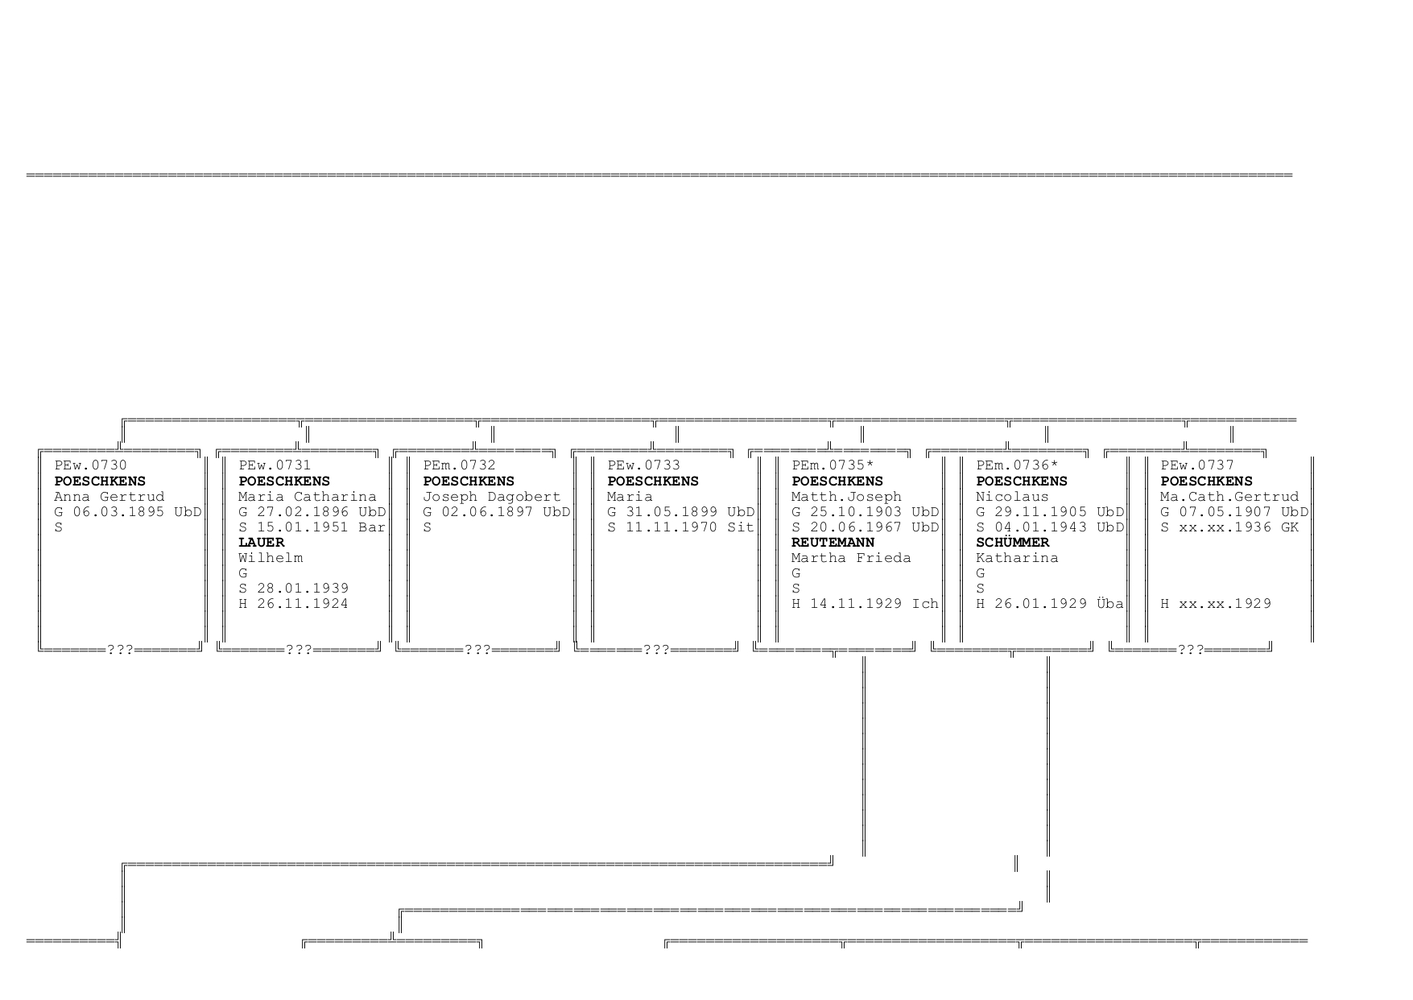 PEw.0730
POESCHKENS
Anna Gertrud
G 06.03.1895 UbD
S
???
PEw.0731
POESCHKENS
Maria Catharina
G 27.02.1896 UbD
S 15.01.1951 Bar
LAUER
Wilhelm
G
S 28.01.1939
H 26.11.1924
???
PEm.0732
POESCHKENS
Joseph Dagobert
G 02.06.1897 UbD
S
???
PEw.0733
POESCHKENS
Maria
G 31.05.1899 UbD
S 11.11.1970 Sit
???
PEm.0735*
POESCHKENS
Matth.Joseph
G 25.10.1903 UbD
S 20.06.1967 UbD
REUTEMANN
Martha Frieda
G
S
H 14.11.1929 Ich
PEm.0736*
POESCHKENS
Nicolaus
G 29.11.1905 UbD
S 04.01.1943 UbD
SCHÜMMER
Katharina
G
S
H 26.01.1929 Üba
PEw.0737
POESCHKENS
Ma.Cath.Gertrud
G 07.05.1907 UbD
S xx.xx.1936 GK
H xx.xx.1929
???